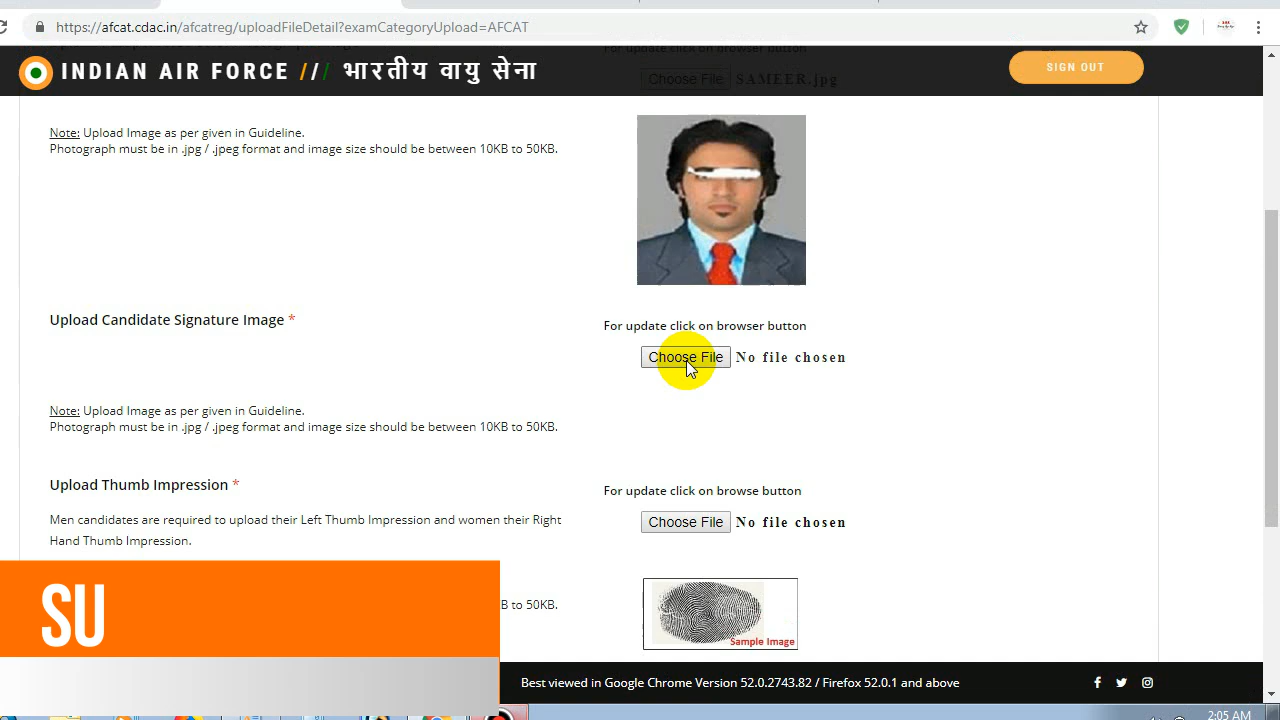 https://afcat.cdac.in/afcatreg/uploadFileDetail?examCategoryUpload=AFCAT
For update click on browser button
INDIAN AIR FORCE /// भारतीय वायु सेना
SIGN OUT
Choose File SAMEER.jpg
Note: Upload Image as per given in Guideline.
Photograph must be in .jpg / .jpeg format and image size should be between 10KB to 50KB.
Upload Candidate Signature Image *
For update click on browser button
Choose File No file chosen
Note: Upload Image as per given in Guideline.
Photograph must be in .jpg / .jpeg format and image size should be between 10KB to 50KB.
Upload Thumb Impression *
For update click on browse button
Choose File No file chosen
Men candidates are required to upload their Left Thumb Impression and women their Right
Hand Thumb Impression.
B to 50KB.
Sample Image
SU
Best viewed in Google Chrome Version 52.0.2743.82 / Firefox 52.0.1 and above
2:05 AM